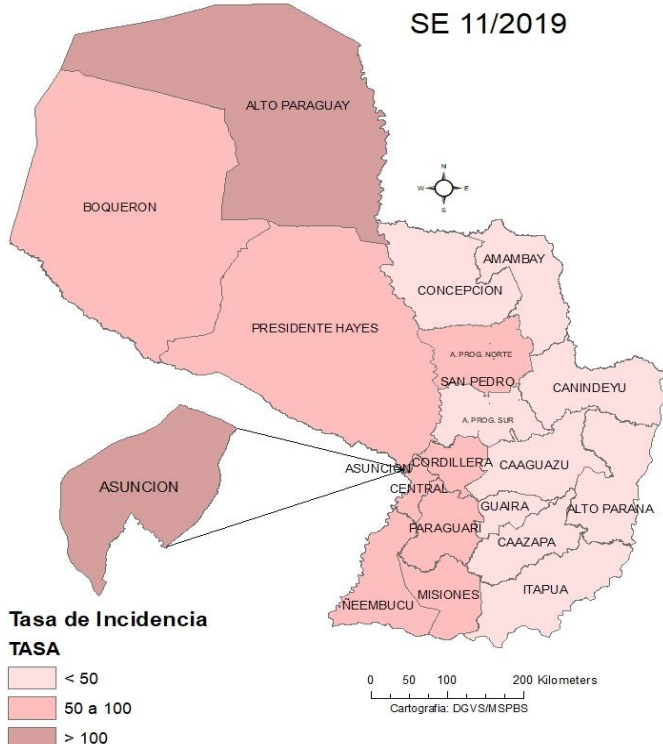 SE 11/2019
ALTO PARAGUAY
N
W E
S
BOQUERON
AMAMBAY
CONCEPCION
PRESIDENTE HAYES
A. PROG. NORTE
SAN PEDRO
CANINDEYU
A. PROG. SUR
ASUNCION
CORDILLERA
CAAGUAZU
ASUNCION
CENTRAL
GUAIRA
ALTO PARANA
PARAGUARI
CAAZAPA
MISIONES
ITAPUA
ÑEEMBUCU
Tasa de Incidencia
TASA
< 50
50 a 100
> 100
0 50 100 200 Kilometers
Cartografia: DGVS/MSPBS